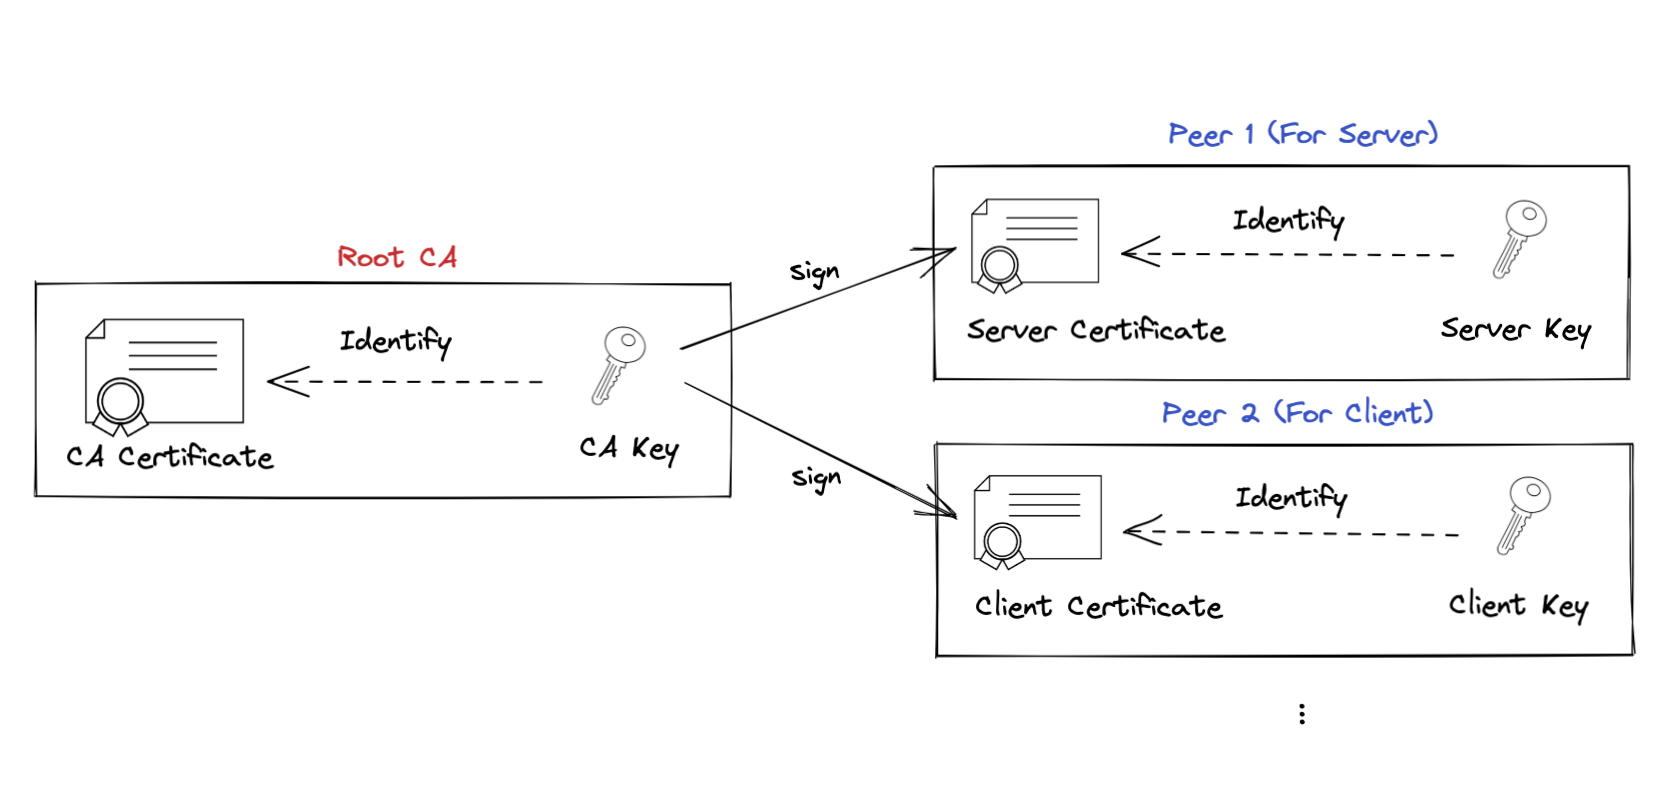 Peer 1 (For Server)
Identify
Server Certificate
Server Key
Root CA
Identify
CA Certificate
CA Key
sign
sign
Peer 2 (For Client)
Identify
Client Certificate
Client Key